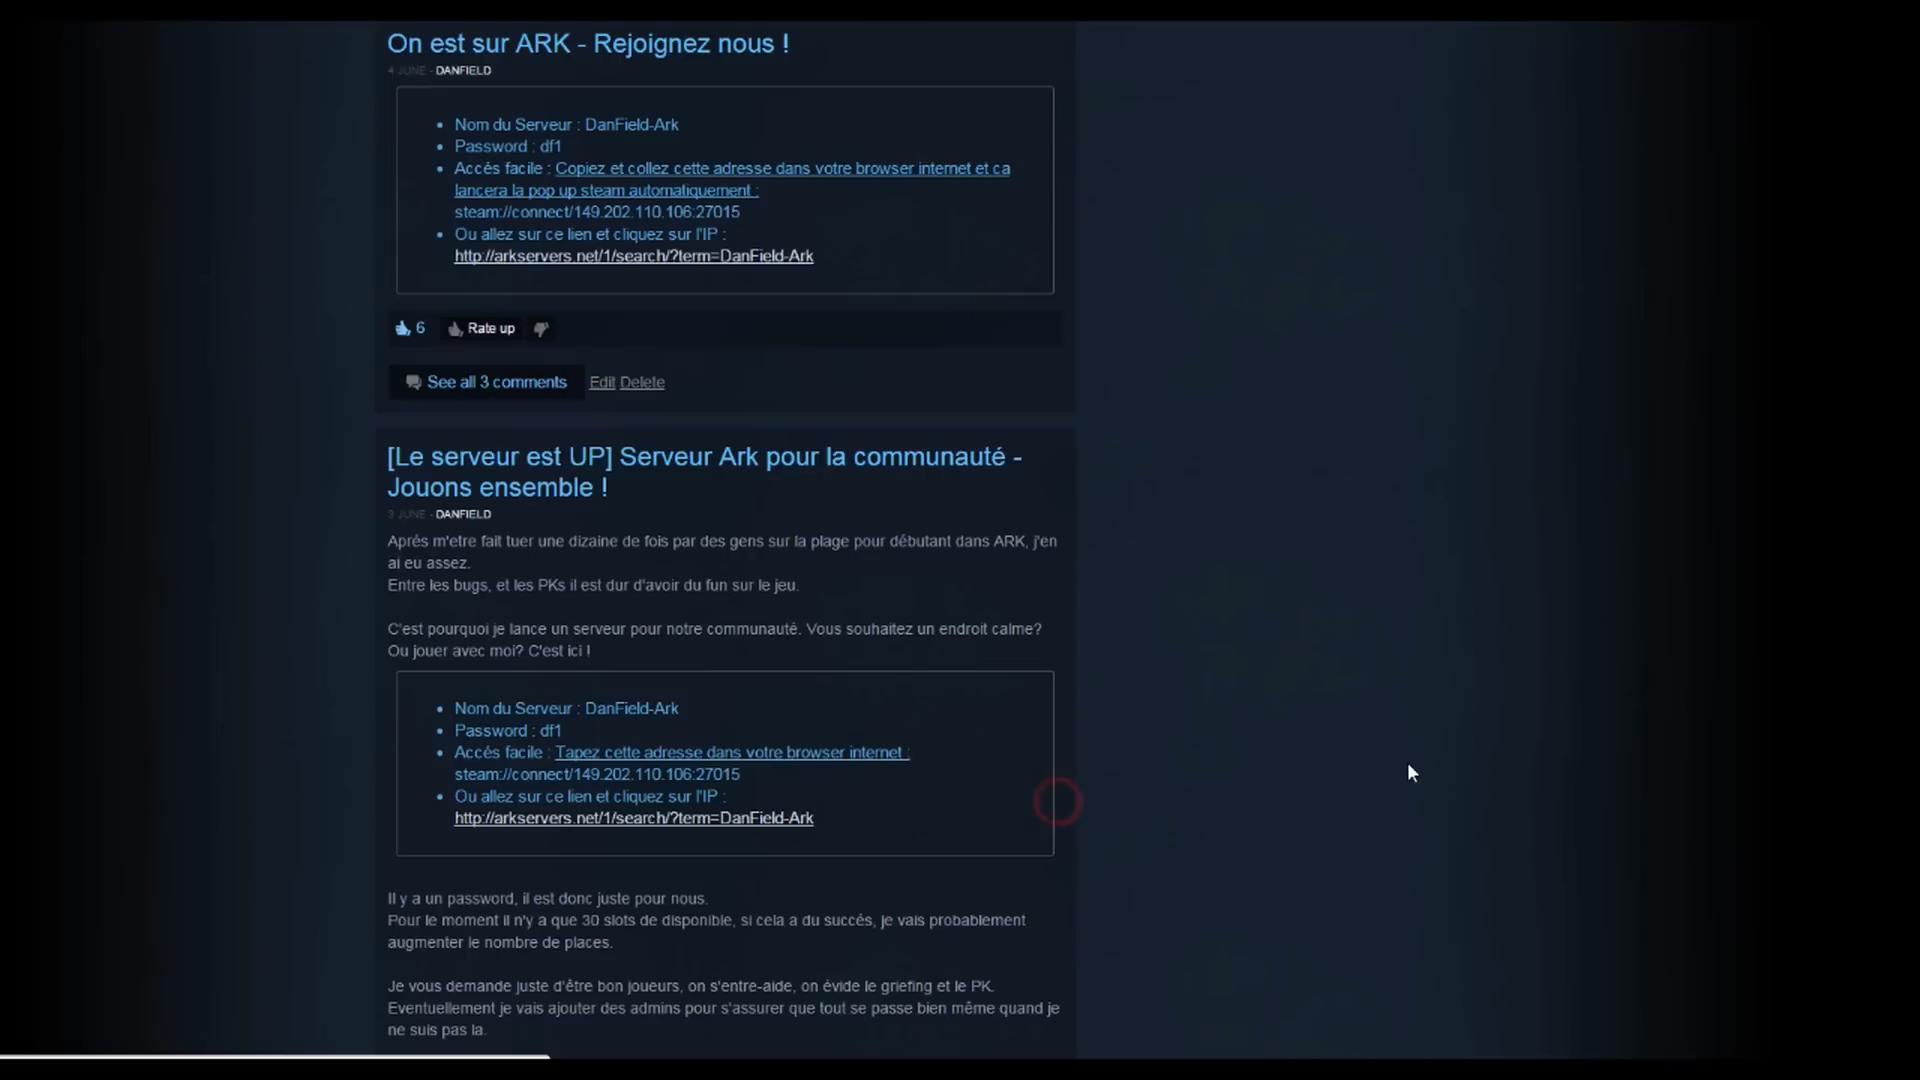 On est sur ARK - Rejoignez nous !
4 JUNE - DANFIELD
Nom du Serveur : DanField-Ark
Password : df1
Accés facile : Copiez et collez cette adresse dans votre browser internet et ca
lancera la pop up steam automatiquement :
steam://connect/149.202.110.106:27015
Ou allez sur ce lien et cliquez sur l'IP :
http://arkservers.net/1/search/?term=DanField-Ark
6 Rate up
See all 3 comments Edit Delete
[Le serveur est UP] Serveur Ark pour la communauté -
Jouons ensemble !
3 JUNE - DANFIELD
Aprés m'etre fait tuer une dizaine de fois par des gens sur la plage pour débutant dans ARK, j'en
ai eu assez.
Entre les bugs, et les PKs il est dur d'avoir du fun sur le jeu.
C'est pourquoi je lance un serveur pour notre communauté. Vous souhaitez un endroit calme?
Ou jouer avec moi? C'est ici !
Nom du Serveur : DanField-Ark
Password : df1
Accés facile : Tapez cette adresse dans votre browser internet :
steam://connect/149.202.110.106:27015
Ou allez sur ce lien et cliquez sur l'IP :
http://arkservers.net/1/search/?term=DanField-Ark
Il y a un password, il est donc juste pour nous.
Pour le moment il n'y a que 30 slots de disponible, si cela a du succés, je vais probablement
augmenter le nombre de places.
Je vous demande juste d'être bon joueurs, on s'entre-aide, on évide le griefing et le PK.
Eventuellement je vais ajouter des admins pour s'assurer que tout se passe bien même quand je
ne suis pas la.